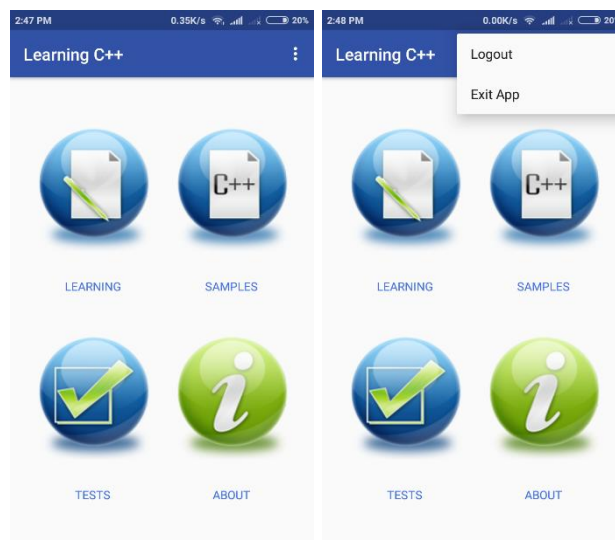 2:47 PM 0.35K/s 20%
Learning C++
C++
LEARNING SAMPLES
TESTS ABOUT
2:48 PM 0.00K/s 20%
Learning C++
Logout
Exit App
C++
LEARNING SAMPLES
TESTS ABOUT